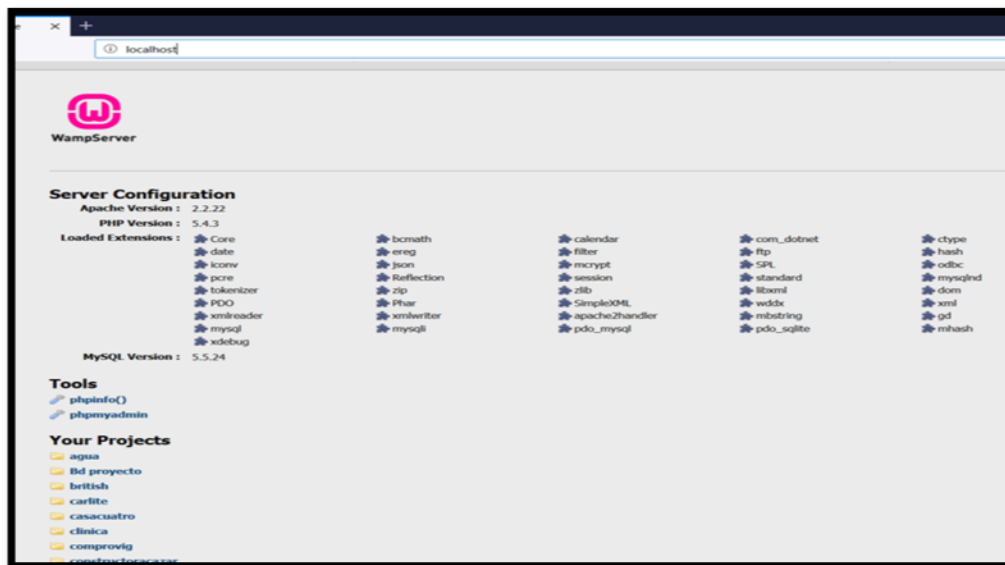 e
localhost
WampServer
Server Configuration
Apache Version : 2.2.22
PHP Version : 5.4.3
Loaded Extensions : Core bcmath calendar com_dotnet ctype
date ereg filter ftp hash
iconv json mcrypt SPL odbc
pcre Reflection session standard mysqlnd
tokenizer zip zlib libxml dom
PDO Phar SimpleXML wddx xml
xmlreader xmlwriter apache2handler mbstring gd
mysql mysqli pdo_mysql pdo_sqlite mhash
xdebug
MySQL Version : 5.5.24
Tools
phpinfo()
phpmyadmin
Your Projects
agua
Bd proyecto
british
carlite
casacuatro
clinica
comprovig
constructoracazar